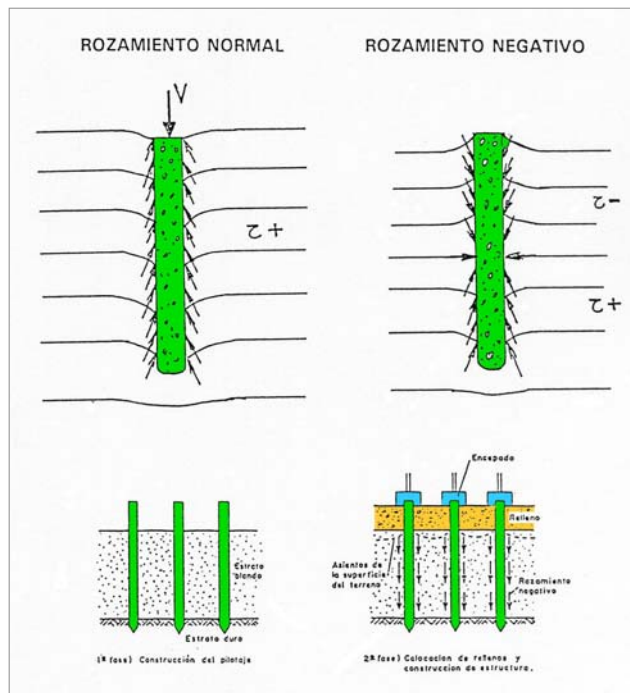 ROZAMIENTO NORMAL
ROZAMIENTO NEGATIVO
V
τ+
τ-
τ+
Encepado
Relleno
Asientos de
la superficie
del terreno
Estrato
blando
Rozamiento
negativo
Estrato duro
1ª fase) Construcción del pilotaje
2ª fase) Colocacion de rellenos y
construccion de estructura.